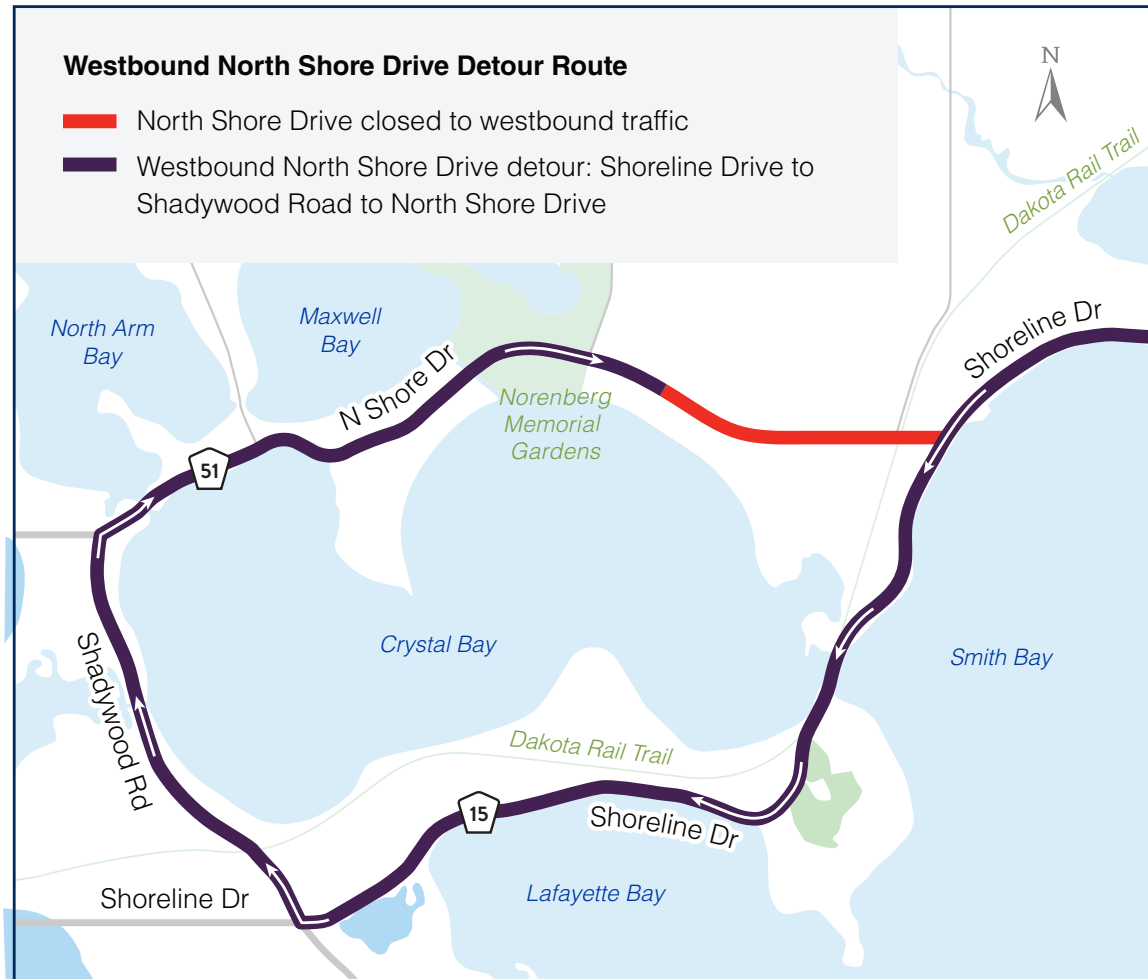 Westbound North Shore Drive Detour Route
North Shore Drive closed to westbound traffic
Westbound North Shore Drive detour: Shoreline Drive to
Shadywood Road to North Shore Drive
N
Dakota Rail Trail
North Arm
Bay
Maxwell
Bay
N Shore Dr
Shoreline Dr
Norenberg
Memorial
Gardens
51
Crystal Bay
Smith Bay
Shadywood Rd
Dakota Rail Trail
15
Shoreline Dr
Shoreline Dr
Lafayette Bay